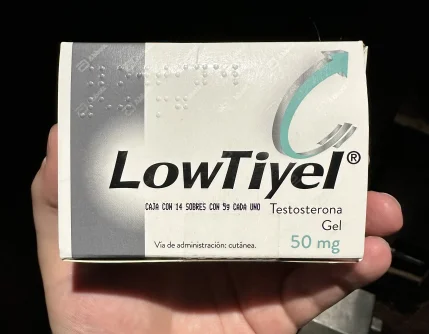 LowTiyel®
CAJA CON 14 SOBRES CON 5g CADA UNO
Testosterona
Gel
Vía de administración: cutánea.
50 mg